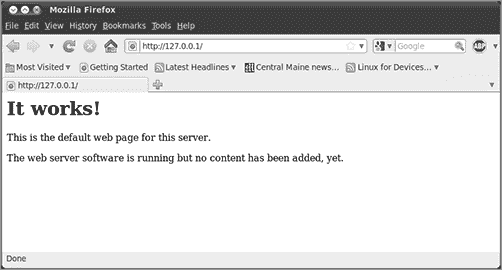 Mozilla Firefox
File Edit View History Bookmarks Tools Help
http://127.0.0.1/ Google ABP
Most Visited Getting Started Latest Headlines Central Maine news... Linux for Devices...
http://127.0.0.1/
It works!
This is the default web page for this server.
The web server software is running but no content has been added, yet.
Done